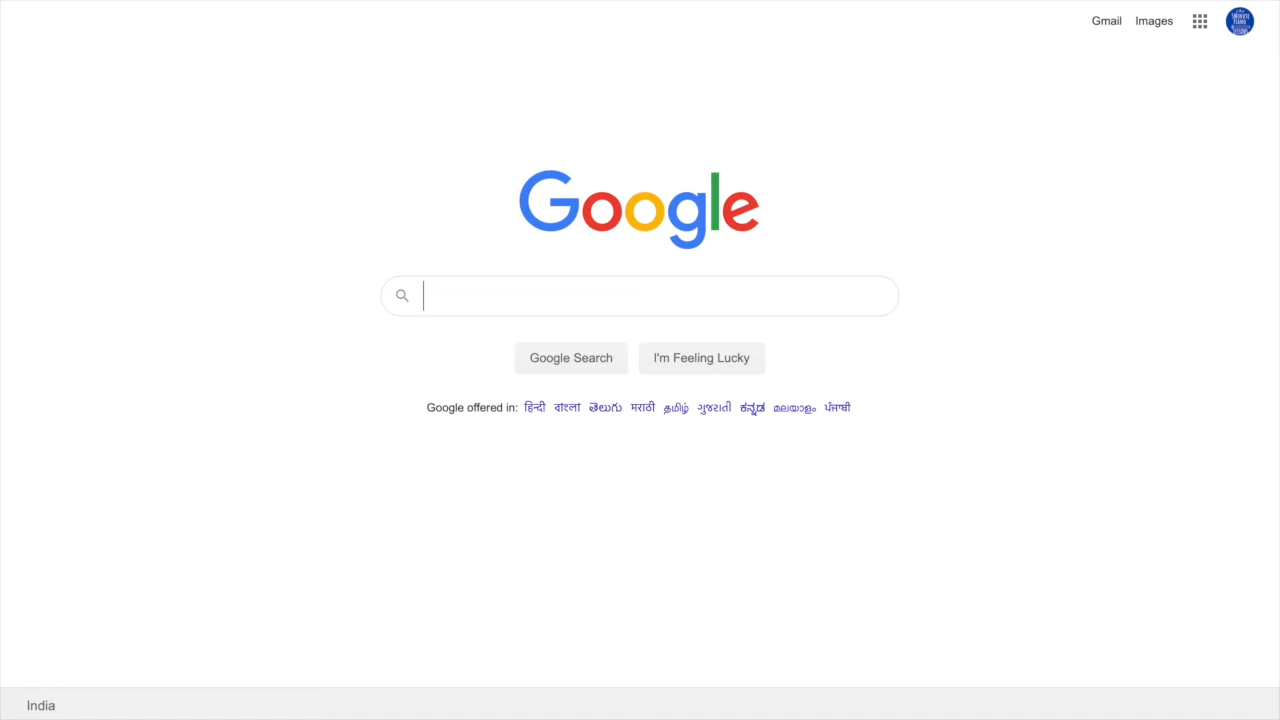 Gmail Images
Google
Google Search I'm Feeling Lucky
Google offered in: हिन्दी বাংলা తెలుగు मराठी தமிழ் ગુજરાતી ಕನ್ನಡ മലയാളം ਪੰਜਾਬੀ
India